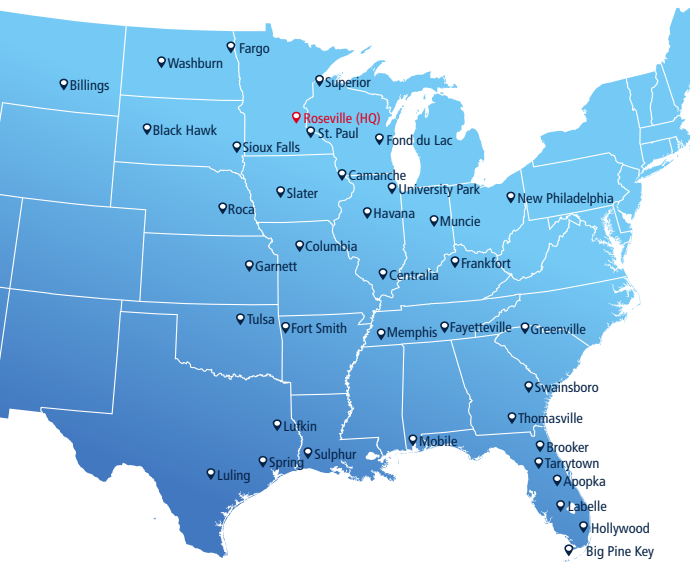 Fargo
Washburn
Superior
Billings
Roseville (HQ)
Black Hawk
St. Paul
Fond du Lac
Sioux Falls
Camanche
University Park
Slater
New Philadelphia
Roca
Havana
Muncie
Columbia
Frankfort
Garnett
Centralia
Tulsa
Fort Smith
Memphis
Fayetteville
Greenville
Swainsboro
Thomasville
Lufkin
Mobile
Brooker
Sulphur
Spring
Tarrytown
Luling
Apopka
Labelle
Hollywood
Big Pine Key